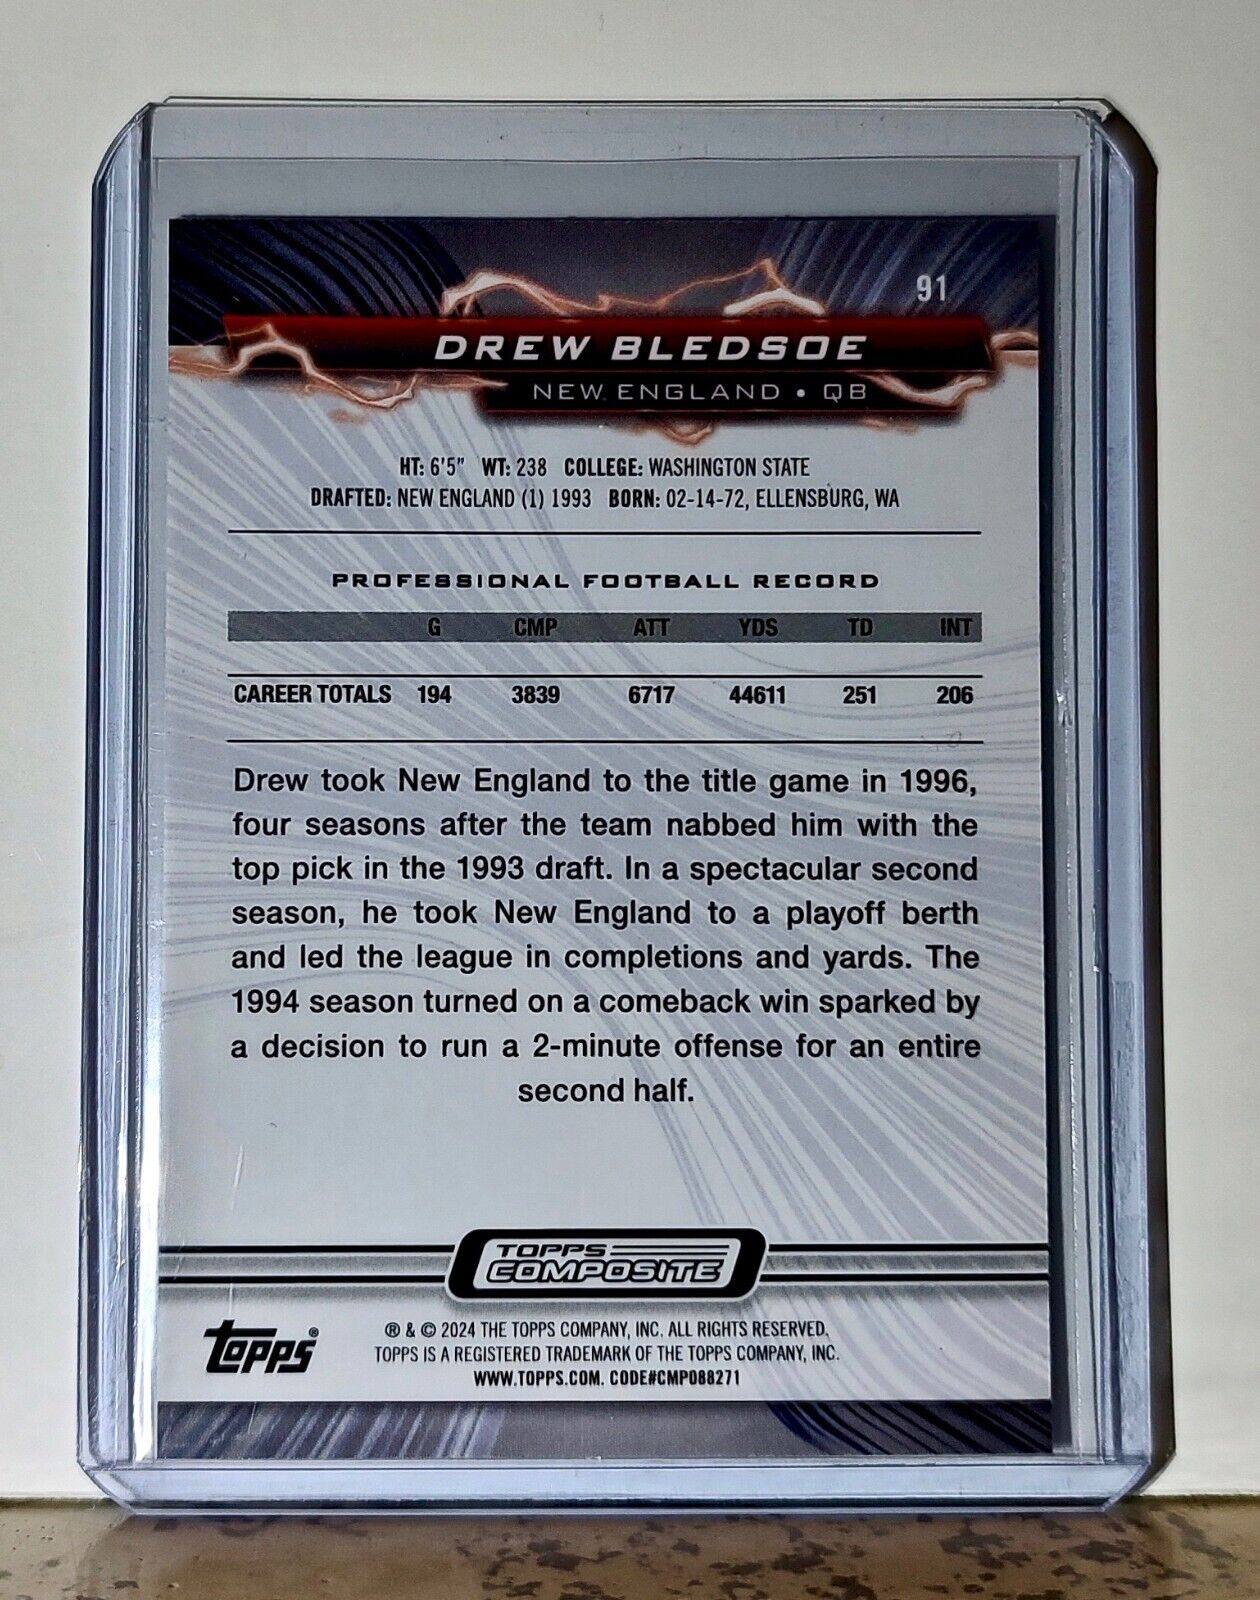 91
DREW BLEDSOE
NEW ENGLAND • QB
HT: 6'5" WT: 238 COLLEGE: WASHINGTON STATE
DRAFTED: NEW ENGLAND (1) 1993 BORN: 02-14-72, ELLENSBURG, WA
PROFESSIONAL FOOTBALL RECORD
G CMP ATT YDS TD INT
CAREER TOTALS 194 3839 6717 44611 251 206
Drew took New England to the title game in 1996,
four seasons after the team nabbed him with the
top pick in the 1993 draft. In a spectacular second
season, he took New England to a playoff berth
and led the league in completions and yards. The
1994 season turned on a comeback win sparked by
a decision to run a 2-minute offense for an entire
second half.
TOPPS
COMPOSITE
topps®
® & © 2024 THE TOPPS COMPANY, INC. ALL RIGHTS RESERVED.
TOPPS IS A REGISTERED TRADEMARK OF THE TOPPS COMPANY, INC.
WWW.TOPPS.COM. CODE#CMP088271